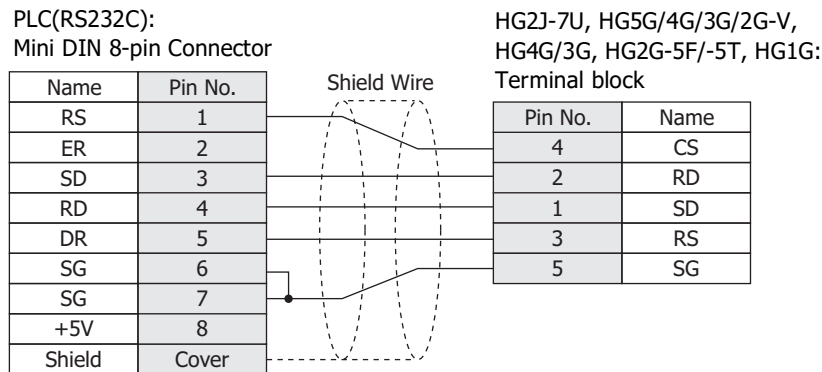 PLC(RS232C):
Mini DIN 8-pin Connector
HG2J-7U, HG5G/4G/3G/2G-V,
HG4G/3G, HG2G-5F/-5T, HG1G:
Terminal block
Shield Wire
Name Pin No.
RS 1
ER 2
SD 3
RD 4
DR 5
SG 6
SG 7
+5V 8
Shield Cover
Pin No. Name
4 CS
2 RD
1 SD
3 RS
5 SG